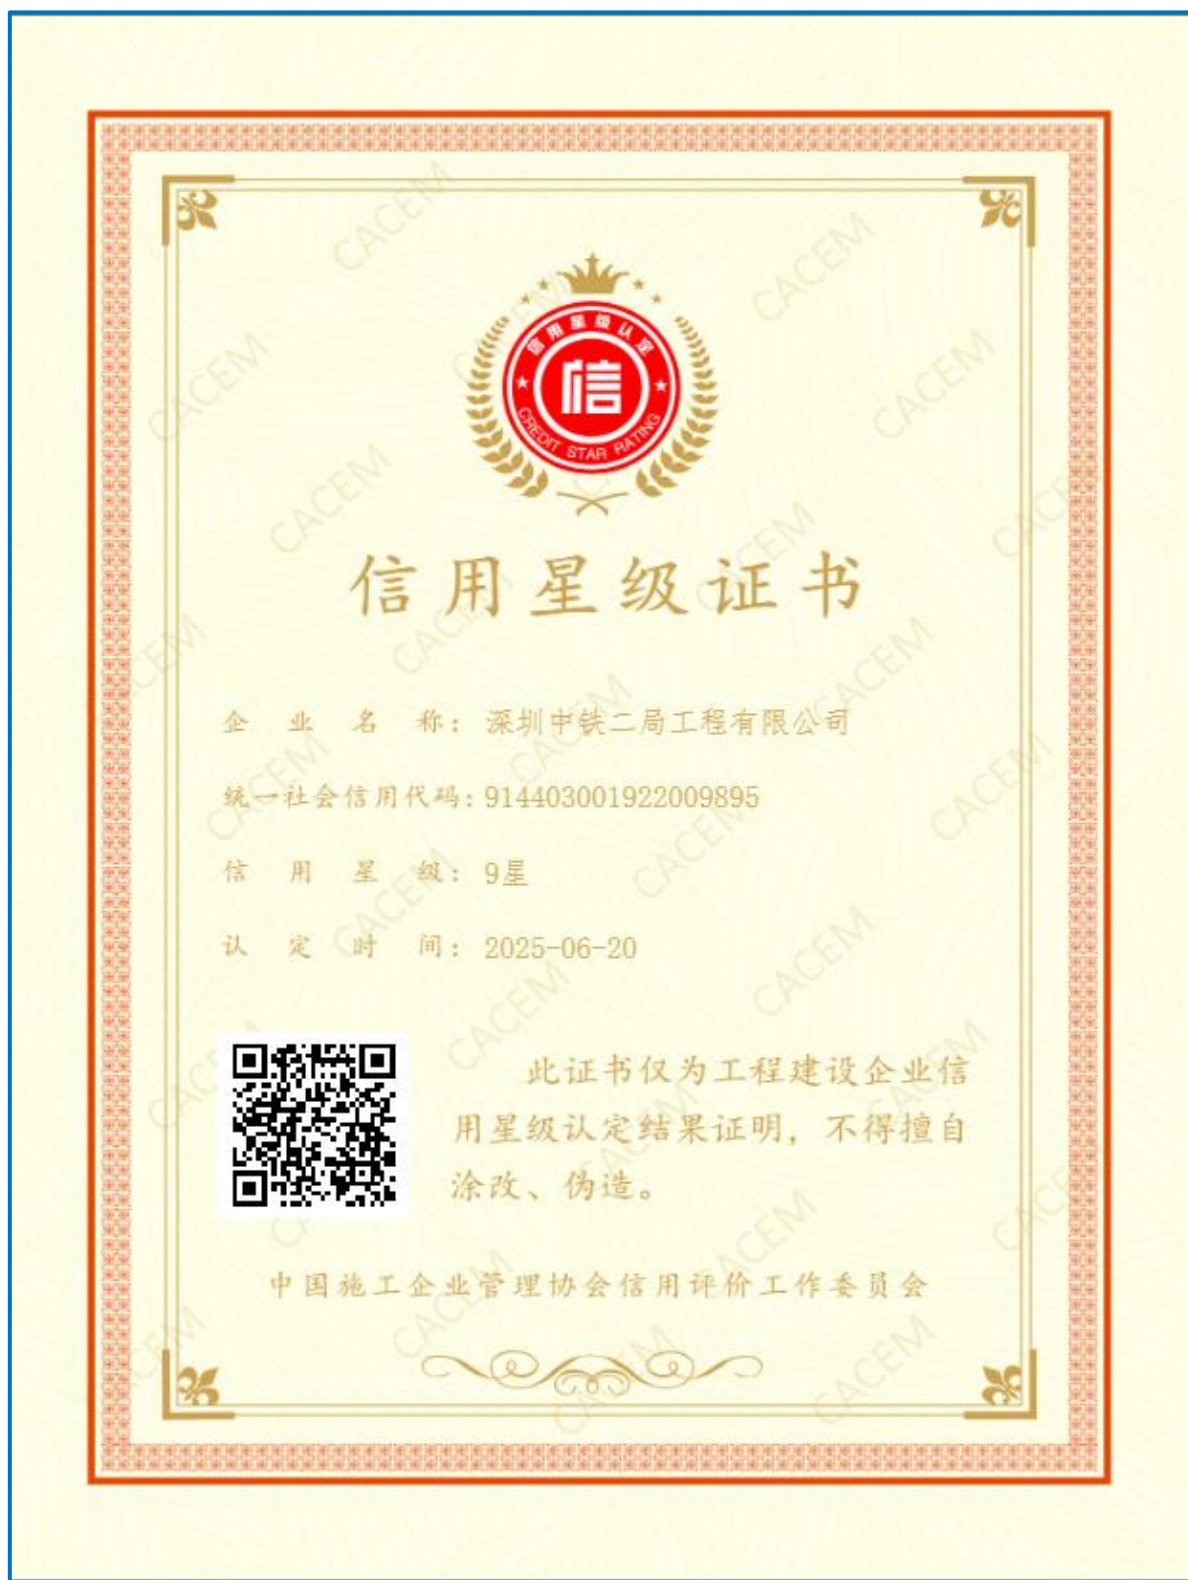 信用星级认定
信
CREDIT STAR RATING
信用星级证书
企业名称：深圳中铁二局工程有限公司
统一社会信用代码：914403001922009895
信用星级：9星
认定时间：2025-06-20
此证书仅为工程建设企业信
用星级认定结果证明，不得擅自
涂改、伪造。
中国施工企业管理协会信用评价工作委员会
CACEM